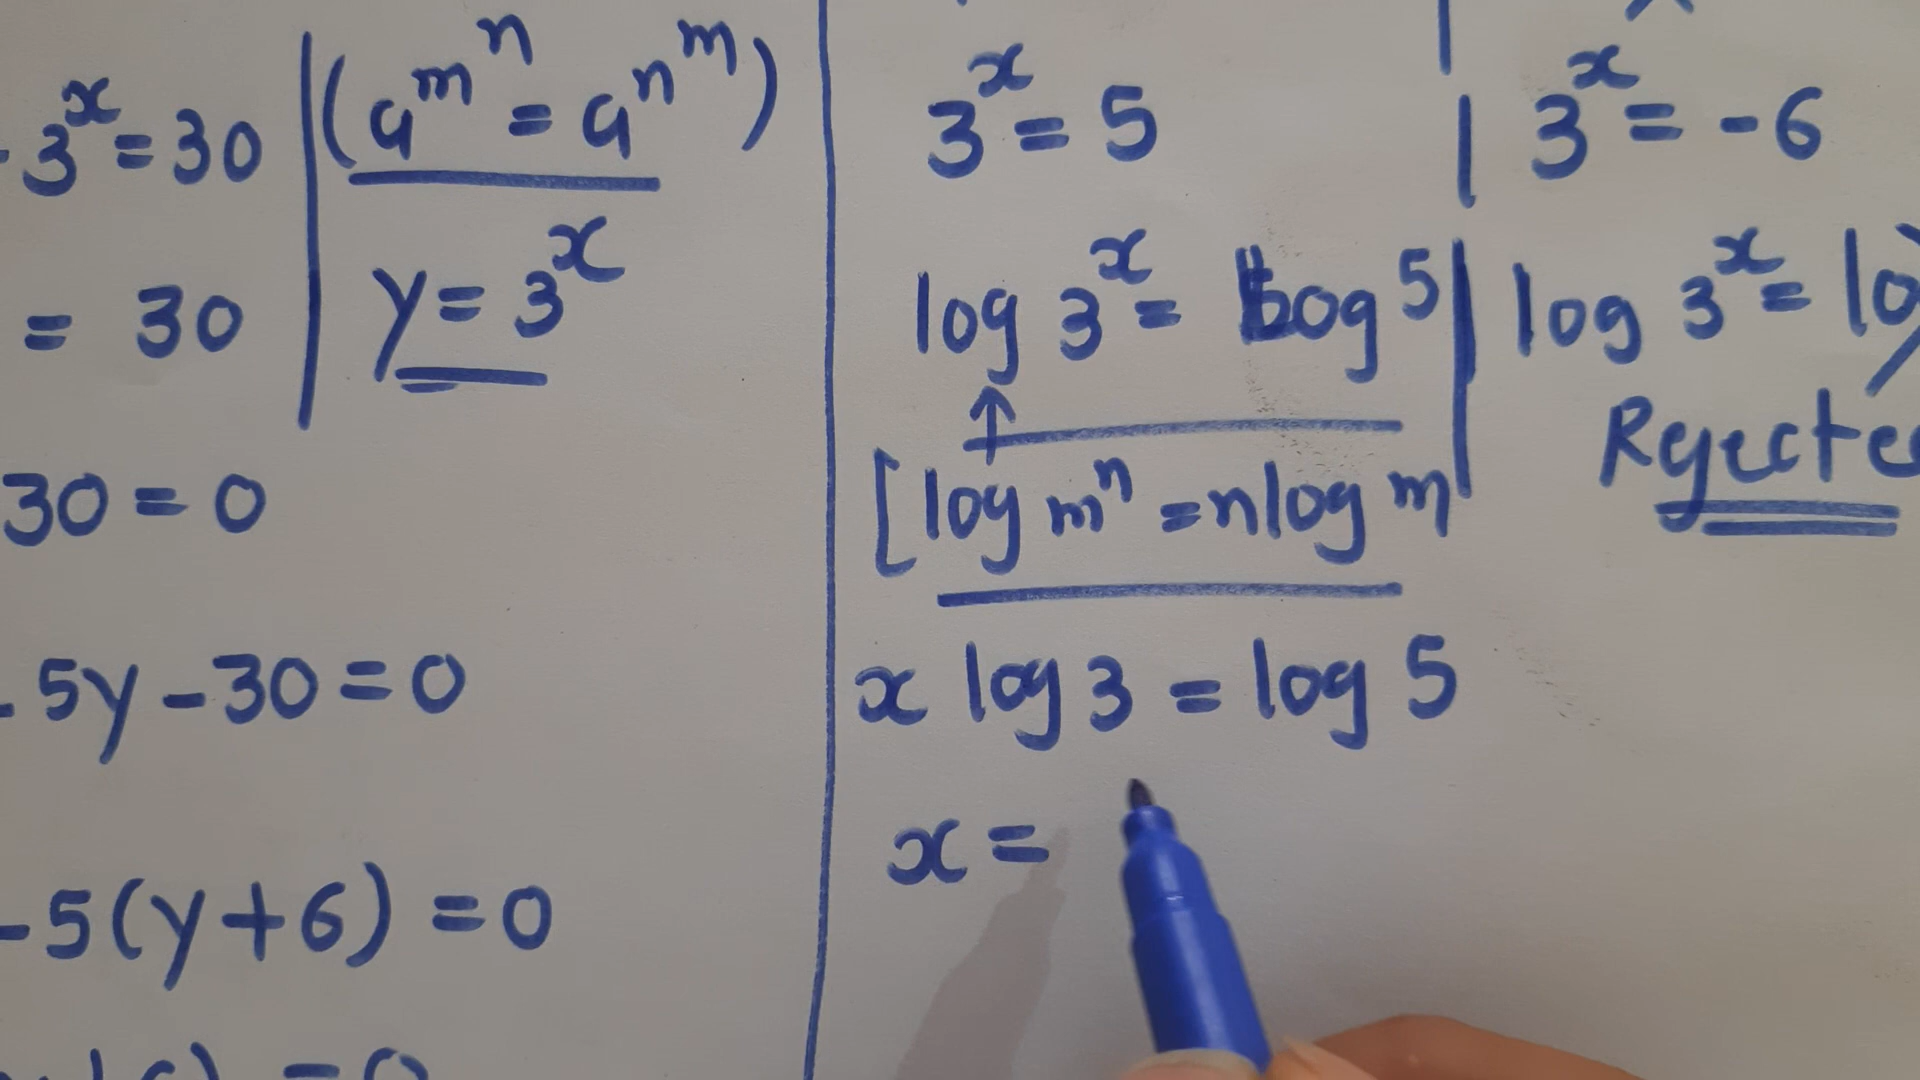 3^x = 30 | (a^m^n = a^n^m)
= 30 | y = 3^x
30 = 0
- 5y - 30 = 0
- 5(y + 6) = 0
3^x = 5 | 3^x = -6
log 3^x = log 5 | log 3^x = lo
Rejecte
↑
[log m^n = n log m
x log 3 = log 5
x =